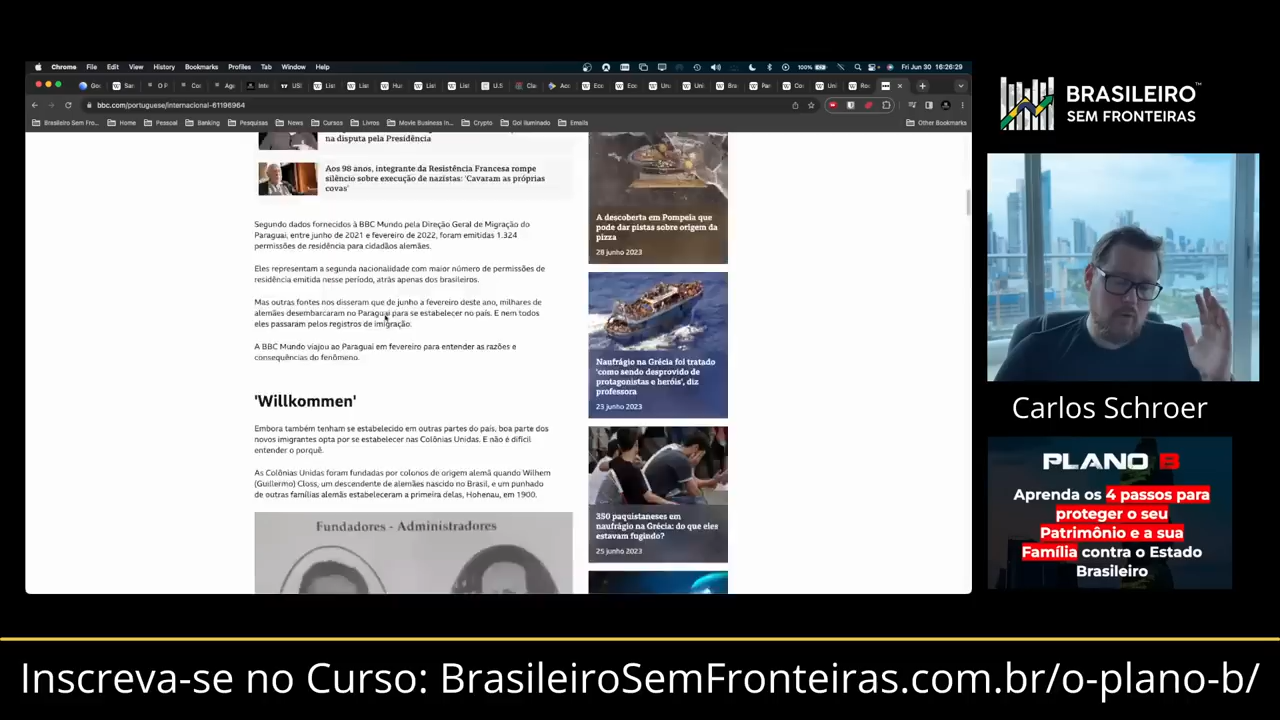 Chrome File Edit View History Bookmarks Profiles Tab Window Help
100%
Fri Jun 30 16:26:29
bbc.com/portuguese/internacional-61196964
Brasileiro Sem Fro... Home Pessoal Banking Pesquisas News Cursos Livros Movie Business In... Crypto Gol Iluminado Emails
Other Bookmarks
na disputa pela Presidência
Aos 98 anos, integrante da Resistência Francesa rompe
silêncio sobre execução de nazistas: 'Cavaram as próprias
covas'
Segundo dados fornecidos à BBC Mundo pela Direção Geral de Migração do
Paraguai, entre junho de 2021 e fevereiro de 2022, foram emitidas 1.324
permissões de residência para cidadãos alemães.
Eles representam a segunda nacionalidade com maior número de permissões de
residência emitida nesse período, atrás apenas dos brasileiros.
Mas outras fontes nos disseram que de junho a fevereiro deste ano, milhares de
alemães desembarcaram no Paraguai para se estabelecer no país. E nem todos
eles passaram pelos registros de imigração.
A BBC Mundo viajou ao Paraguai em fevereiro para entender as razões e
consequências do fenômeno.
'Willkommen'
Embora também tenham se estabelecido em outras partes do país, boa parte dos
novos imigrantes opta por se estabelecer nas Colônias Unidas. E não é difícil
entender o porquê.
As Colônias Unidas foram fundadas por colonos de origem alemã quando Wilhem
(Guillermo) Closs, um descendente de alemães nascido no Brasil, e um punhado
de outras famílias alemãs estabeleceram a primeira delas, Hohenau, em 1900.
Fundadores - Administradores
A descoberta em Pompeia que
pode dar pistas sobre origem da
pizza
28 junho 2023
Naufrágio na Grécia foi tratado
'como sendo desprovido de
protagonistas e heróis', diz
professora
23 junho 2023
350 paquistaneses em
naufrágio na Grécia: do que eles
estavam fugindo?
25 junho 2023
BRASILEIRO™
SEM FRONTEIRAS
Carlos Schroer
PLANO B
Aprenda os 4 passos para
proteger o seu
Patrimônio e a sua
Família contra o Estado
Brasileiro
Inscreva-se no Curso: BrasileiroSemFronteiras.com.br/o-plano-b/